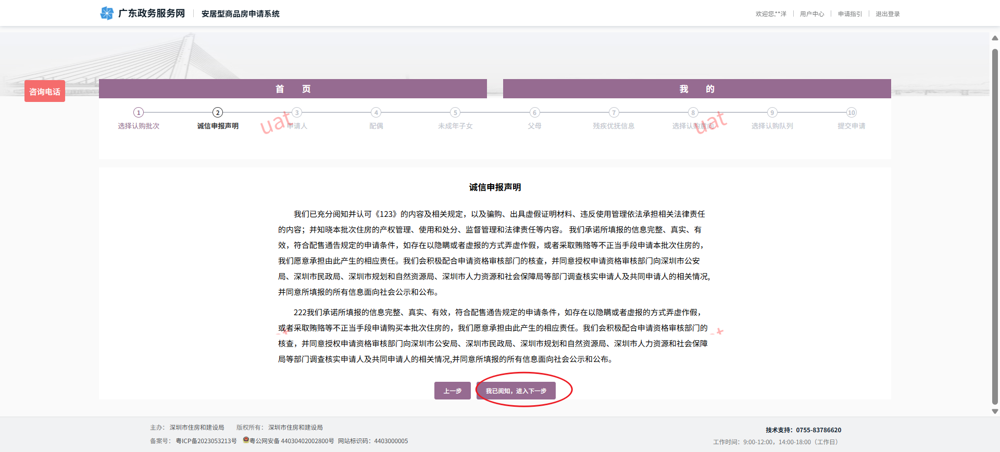 广东政务服务网 安居型商品房申请系统
欢迎您,**洋 用户中心 申请指引 退出登录
咨询电话
首 页 我 的
1 2 3 4 5 6 7 8 9 10
选择认购批次 诚信申报声明 申请人 配偶 未成年子女 父母 残疾优抚信息 选择认购意向 选择认购队列 提交申请
uat uat
诚信申报声明
我们已充分阅知并认可《123》的内容及相关规定，以及骗购、出具虚假证明材料、违反使用管理依法承担相关法律责任
的内容；并知晓本批次住房的产权管理、使用和处分、监督管理和法律责任等内容。 我们承诺所填报的信息完整、真实、有
效，符合配售通告规定的申请条件，如存在以隐瞒或者虚报的方式弄虚作假，或者采取贿赂等不正当手段申请本批次住房的，
我们愿意承担由此产生的相应责任。我们会积极配合申请资格审核部门的核查，并同意授权申请资格审核部门向深圳市公安
局、深圳市民政局、深圳市规划和自然资源局、深圳市人力资源和社会保障局等部门调查核实申请人及共同申请人的相关情况,
并同意所填报的所有信息面向社会公示和公布。
222我们承诺所填报的信息完整、真实、有效，符合配售通告规定的申请条件，如存在以隐瞒或者虚报的方式弄虚作假，
或者采取贿赂等不正当手段申请购买本批次住房的，我们愿意承担由此产生的相应责任。我们会积极配合申请资格审核部门的
核查，并同意授权申请资格审核部门向深圳市公安局、深圳市民政局、深圳市规划和自然资源局、深圳市人力资源和社会保障
局等部门调查核实申请人及共同申请人的相关情况,并同意所填报的所有信息面向社会公示和公布。
上一步 我已阅知，进入下一步
主办： 深圳市住房和建设局 版权所有： 深圳市住房和建设局
备案号： 粤ICP备2023053213号 粤公网安备 44030402002800号 网站标识码：4403000005
技术支持：0755-83786620
工作时间：9:00-12:00，14:00-18:00（工作日）